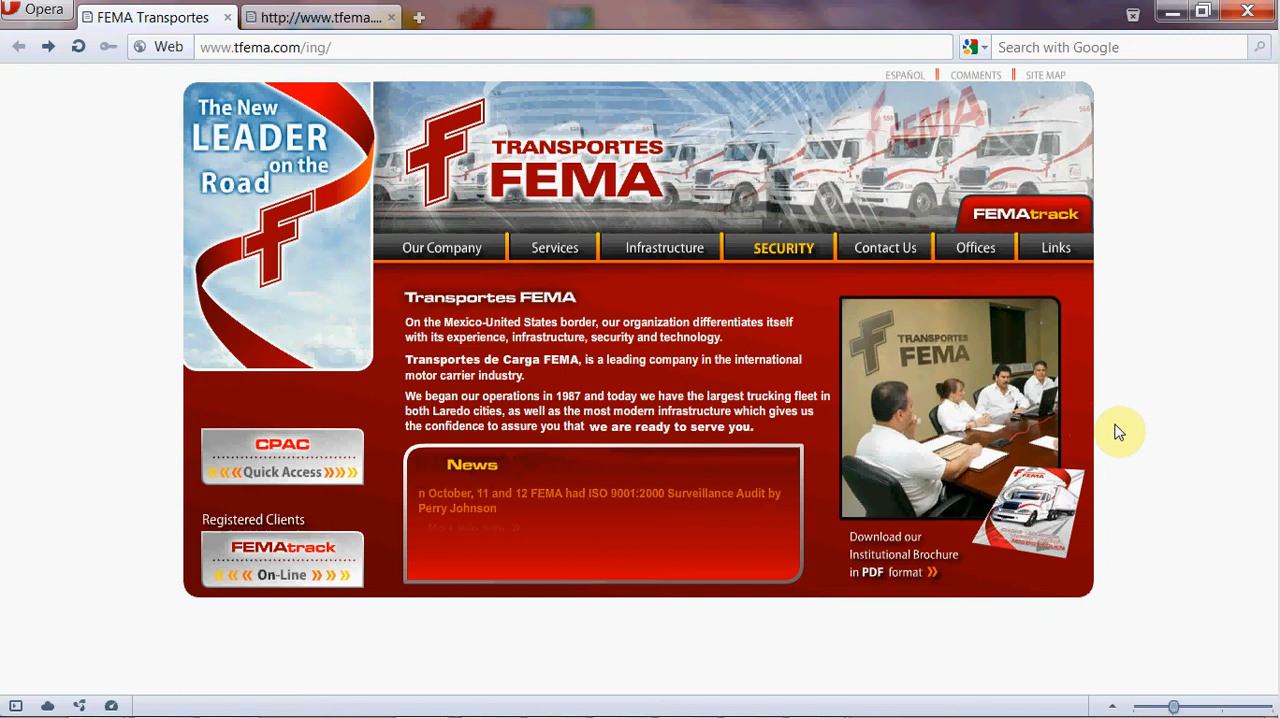 Opera
FEMA Transportes
http://www.tfema....
Web
www.tfema.com/ing/
Search with Google
ESPAÑOL
COMMENTS
SITE MAP
The New
LEADER
on the
Road
F
F
TRANSPORTES
FEMA
FEMA
FEMAtrack
Our Company
Services
Infrastructure
SECURITY
Contact Us
Offices
Links
Transportes FEMA
On the Mexico-United States border, our organization differentiates itself
with its experience, infrastructure, security and technology.
Transportes de Carga FEMA, is a leading company in the international
motor carrier industry.
We began our operations in 1987 and today we have the largest trucking fleet in
both Laredo cities, as well as the most modern infrastructure which gives us
the confidence to assure you that we are ready to serve you.
F TRANSPORTES
FEMA
CPAC
«««Quick Access»»»
Registered Clients
FEMAtrack
« « « On-Line » » »
News
n October, 11 and 12 FEMA had ISO 9001:2000 Surveillance Audit by
Perry Johnson
Download our
Institutional Brochure
in PDF format »